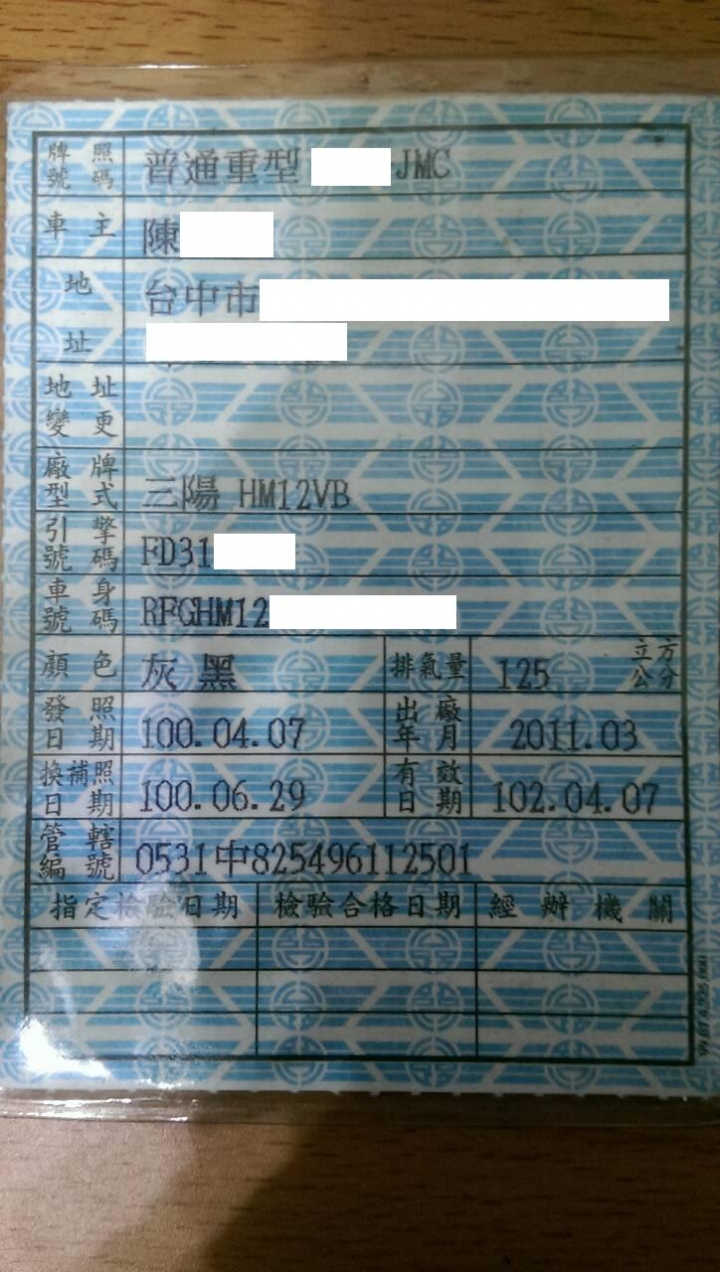 牌照號碼 普通重型 JMC
車主 陳
地址 台中市
地址變更
廠牌型式 三陽 HM12VB
引擎號碼 FD31
車身號碼 RFGHM12
顏色 灰黑 排氣量 125 立方公分
發照日期 100.04.07 出廠年月 2011.03
換補照日期 100.06.29 有效日期 102.04.07
管轄編號 0531中825496112501
指定檢驗日期 檢驗合格日期 經辦機關